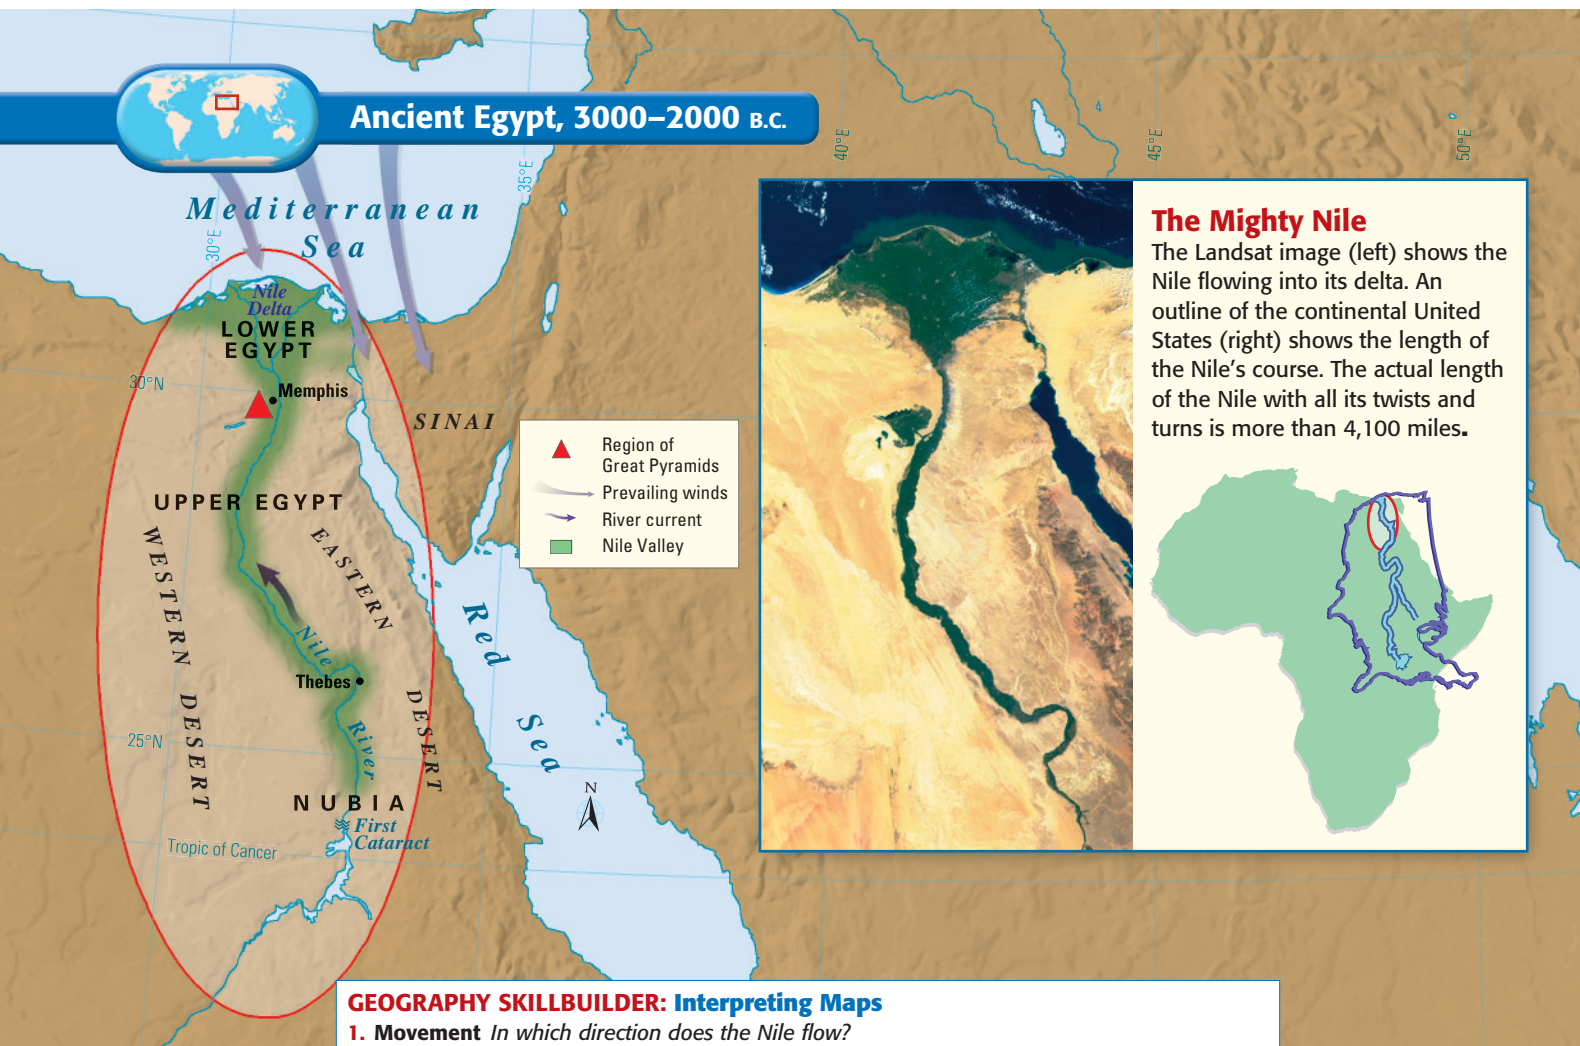 Ancient Egypt, 3000–2000 B.C.
40°E
45°E
50°E
35°E
30°E
Mediterranean
Sea
Nile
Delta
LOWER
EGYPT
30°N
Memphis
SINAI
UPPER EGYPT
WESTERN DESERT
EASTERN DESERT
Nile River
Thebes
25°N
NUBIA
First
Cataract
Tropic of Cancer
Red Sea
N
Region of
Great Pyramids
Prevailing winds
River current
Nile Valley
The Mighty Nile
The Landsat image (left) shows the
Nile flowing into its delta. An
outline of the continental United
States (right) shows the length of
the Nile's course. The actual length
of the Nile with all its twists and
turns is more than 4,100 miles.
GEOGRAPHY SKILLBUILDER: Interpreting Maps
1. Movement In which direction does the Nile flow?